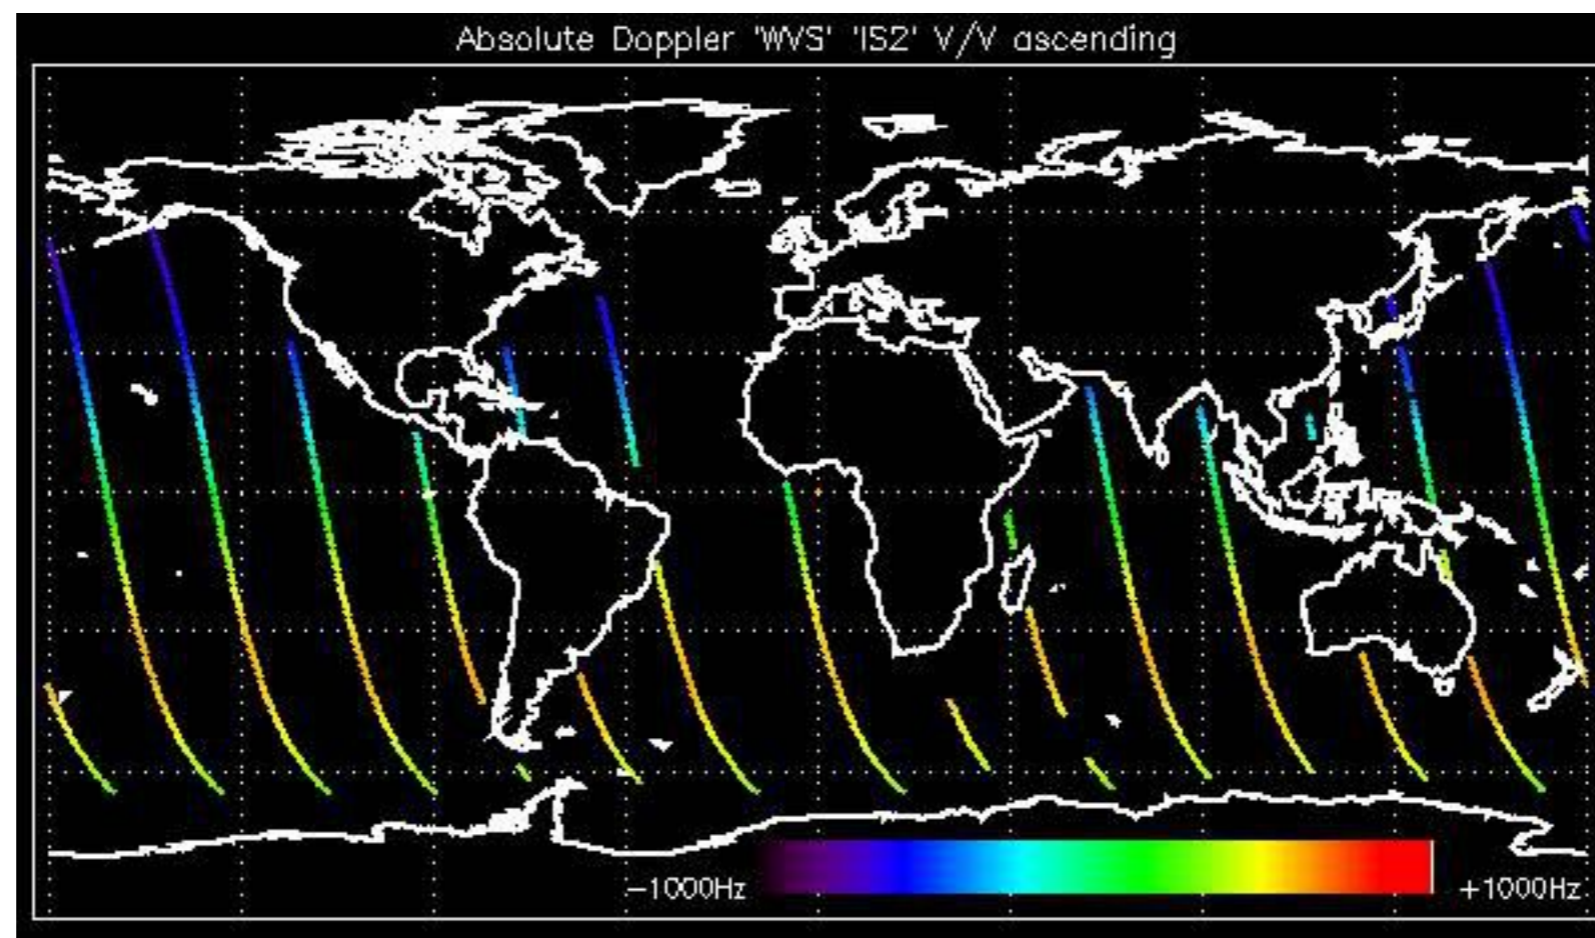 Absolute Doppler 'WVS' 'IS2' V/V ascending
−1000Hz
+1000Hz